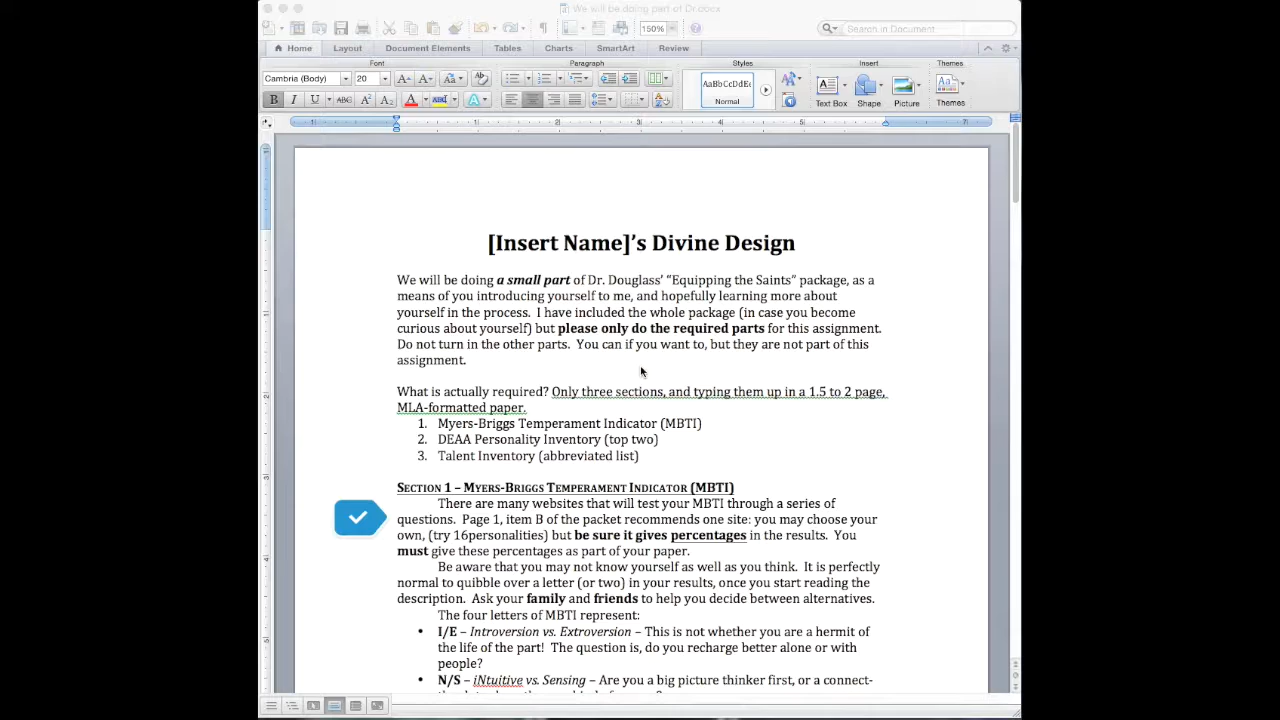 We will be doing part of Dr.docx
150%
Search in Document
Home Layout Document Elements Tables Charts SmartArt Review
Font Paragraph Styles Insert Themes
Cambria (Body) 20
AaBbCcDdEe
Normal
Text Box Shape Picture Themes
[Insert Name]’s Divine Design
We will be doing a small part of Dr. Douglass’ “Equipping the Saints” package, as a
means of you introducing yourself to me, and hopefully learning more about
yourself in the process. I have included the whole package (in case you become
curious about yourself) but please only do the required parts for this assignment.
Do not turn in the other parts. You can if you want to, but they are not part of this
assignment.
What is actually required? Only three sections, and typing them up in a 1.5 to 2 page,
MLA-formatted paper.
1. Myers-Briggs Temperament Indicator (MBTI)
2. DEAA Personality Inventory (top two)
3. Talent Inventory (abbreviated list)
SECTION 1 – MYERS-BRIGGS TEMPERAMENT INDICATOR (MBTI)
There are many websites that will test your MBTI through a series of
questions. Page 1, item B of the packet recommends one site: you may choose your
own, (try 16personalities) but be sure it gives percentages in the results. You
must give these percentages as part of your paper.
Be aware that you may not know yourself as well as you think. It is perfectly
normal to quibble over a letter (or two) in your results, once you start reading the
description. Ask your family and friends to help you decide between alternatives.
The four letters of MBTI represent:
• I/E – Introversion vs. Extroversion – This is not whether you are a hermit of
the life of the part! The question is, do you recharge better alone or with
people?
• N/S – iNtuitive vs. Sensing – Are you a big picture thinker first, or a connect-